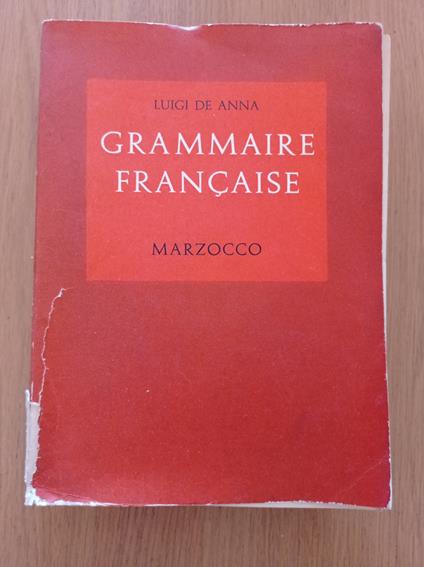 LUIGI DE ANNA
GRAMMAIRE
FRANÇAISE
MARZOCCO